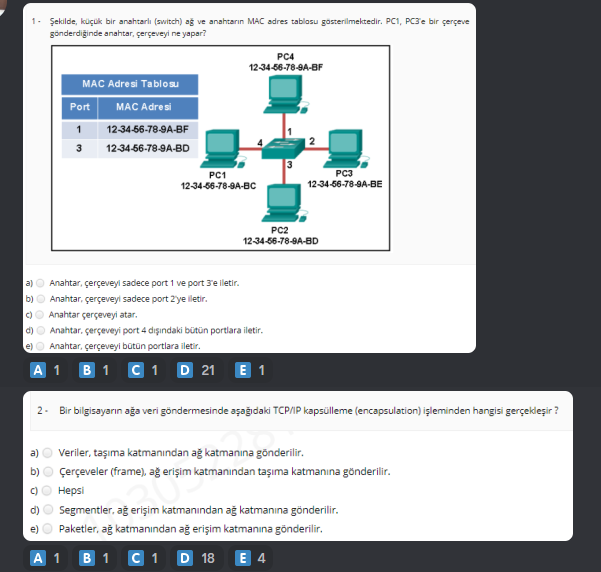 1 - Şekilde, küçük bir anahtarlı (switch) ağ ve anahtarın MAC adres tablosu gösterilmektedir. PC1, PC3'e bir çerçeve
gönderdiğinde anahtar, çerçeveyi ne yapar?
PC4
12-34-56-78-9A-BF
MAC Adresi Tablosu
Port MAC Adresi
1 12-34-56-78-9A-BF
3 12-34-56-78-9A-BD
1
4 2
3
PC1
12-34-56-78-9A-BC
PC3
12-34-56-78-9A-BE
PC2
12-34-56-78-9A-BD
a) Anahtar, çerçeveyi sadece port 1 ve port 3'e iletir.
b) Anahtar, çerçeveyi sadece port 2'ye iletir.
c) Anahtar çerçeveyi atar.
d) Anahtar, çerçeveyi port 4 dışındaki bütün portlara iletir.
e) Anahtar, çerçeveyi bütün portlara iletir.
A 1 B 1 C 1 D 21 E 1
2 - Bir bilgisayarın ağa veri göndermesinde aşağıdaki TCP/IP kapsülleme (encapsulation) işleminden hangisi gerçekleşir ?
a) Veriler, taşıma katmanından ağ katmanına gönderilir.
b) Çerçeveler (frame), ağ erişim katmanından taşıma katmanına gönderilir.
c) Hepsi
d) Segmentler, ağ erişim katmanından ağ katmanına gönderilir.
e) Paketler, ağ katmanından ağ erişim katmanına gönderilir.
A 1 B 1 C 1 D 18 E 4